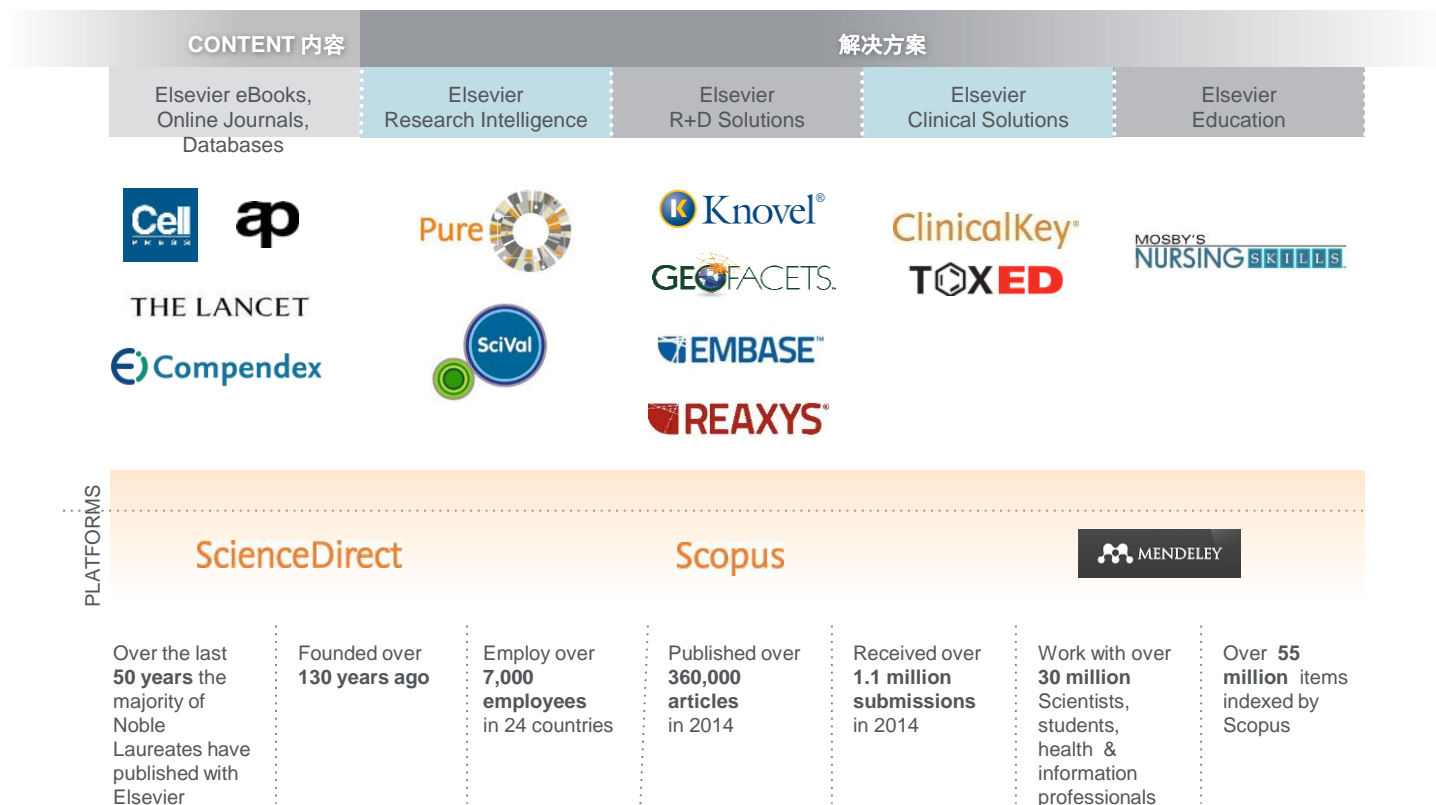 CONTENT 内容
解决方案
Elsevier eBooks,
Online Journals,
Databases
Elsevier
Research Intelligence
Elsevier
R+D Solutions
Elsevier
Clinical Solutions
Elsevier
Education
Cell
PRESS
ap
THE LANCET
Ei Compendex
Pure
SciVal
K Knovel®
GEOFACETS™
EMBASE™
REAXYS®
ClinicalKey®
TOXED
MOSBY'S
NURSING SKILLS
PLATFORMS
ScienceDirect
Scopus
MENDELEY
Over the last
50 years the
majority of
Noble
Laureates have
published with
Elsevier
Founded over
130 years ago
Employ over
7,000
employees
in 24 countries
Published over
360,000
articles
in 2014
Received over
1.1 million
submissions
in 2014
Work with over
30 million
Scientists,
students,
health & 
information
professionals
Over 55
million items
indexed by
Scopus